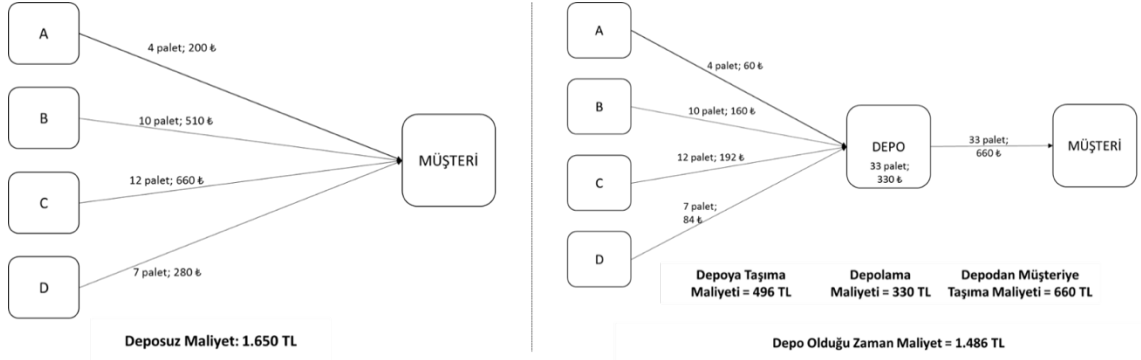 A
4 palet; 200 ₺
B
10 palet; 510 ₺
C
12 palet; 660 ₺
D
7 palet; 280 ₺
MÜŞTERİ
Deposuz Maliyet: 1.650 TL
A
4 palet; 60 ₺
B
10 palet; 160 ₺
C
12 palet; 192 ₺
D
7 palet;
84 ₺
DEPO
33 palet;
330 ₺
33 palet;
660 ₺
MÜŞTERİ
Depoya Taşıma
Maliyeti = 496 TL
Depolama
Maliyeti = 330 TL
Depodan Müşteriye
Taşıma Maliyeti = 660 TL
Depo Olduğu Zaman Maliyet = 1.486 TL